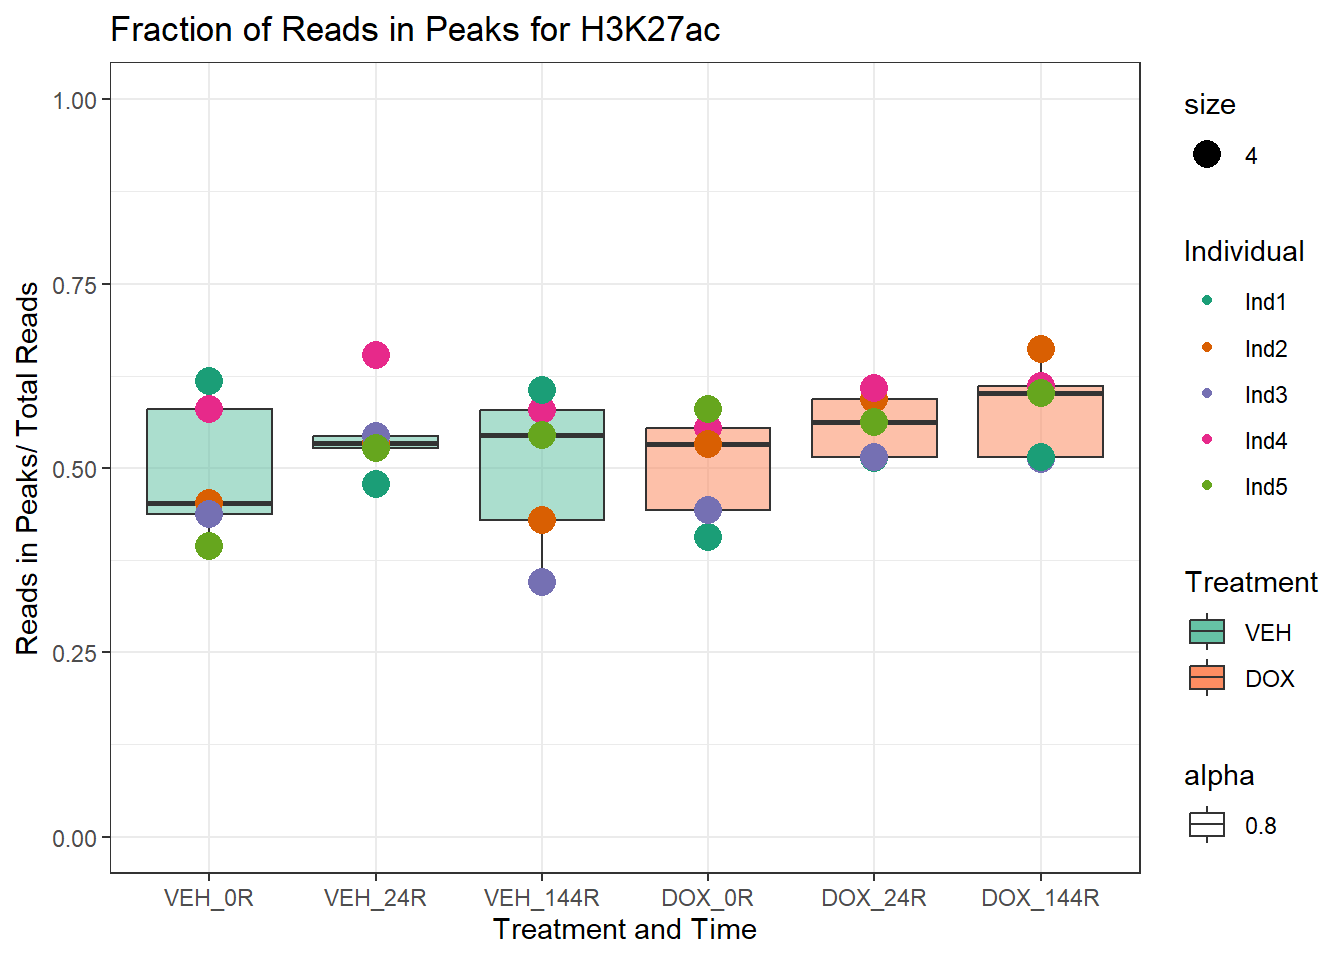 Fraction of Reads in Peaks for H3K27ac
Reads in Peaks/ Total Reads
1.00
0.75
0.50
0.25
0.00
VEH_0R
VEH_24R
VEH_144R
DOX_0R
DOX_24R
DOX_144R
Treatment and Time
size
4
Individual
Ind1
Ind2
Ind3
Ind4
Ind5
Treatment
VEH
DOX
alpha
0.8